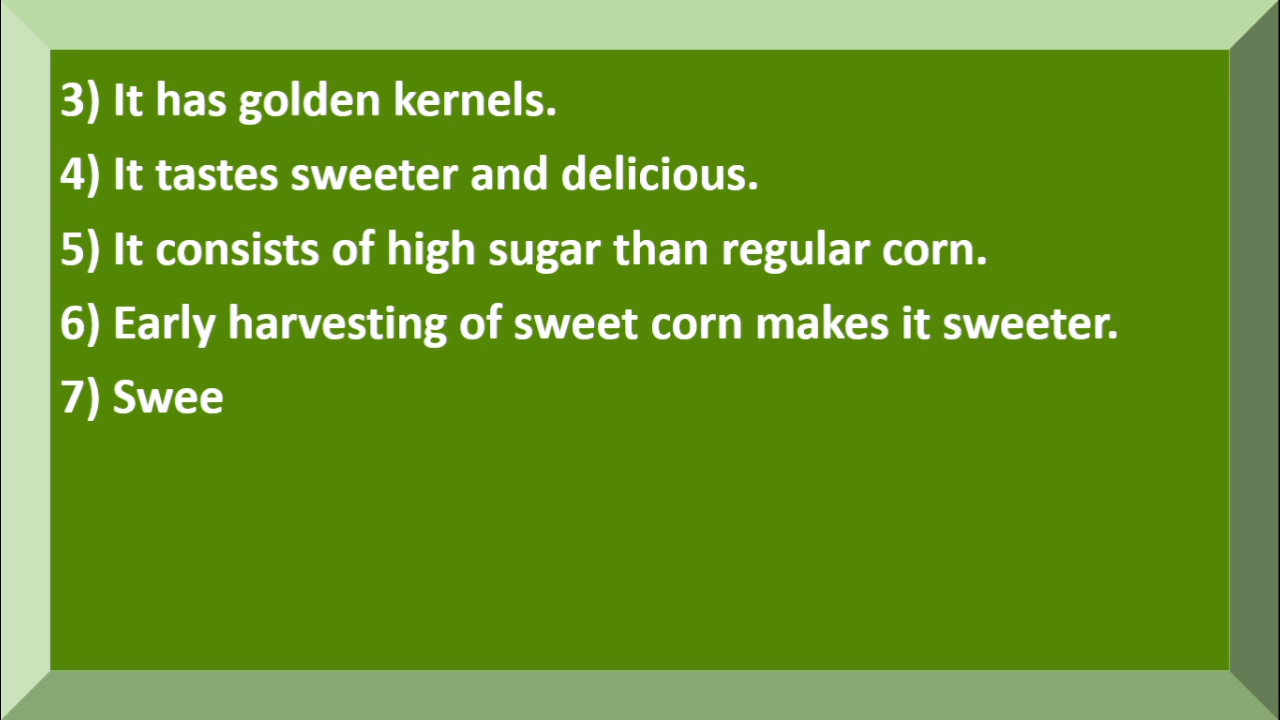 3) It has golden kernels.
4) It tastes sweeter and delicious.
5) It consists of high sugar than regular corn.
6) Early harvesting of sweet corn makes it sweeter.
7) Swee